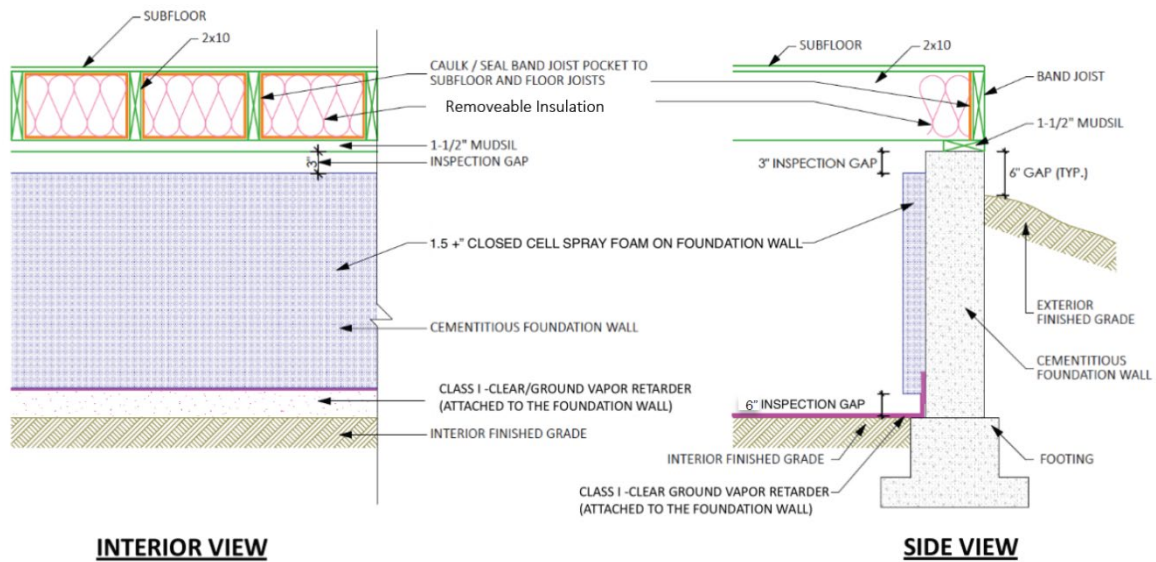 SUBFLOOR
2x10
CAULK / SEAL BAND JOIST POCKET TO
SUBFLOOR AND FLOOR JOISTS
Removeable Insulation
1-1/2" MUDSIL
3"
INSPECTION GAP
1.5 +" CLOSED CELL SPRAY FOAM ON FOUNDATION WALL
CEMENTITIOUS FOUNDATION WALL
CLASS I -CLEAR/GROUND VAPOR RETARDER
(ATTACHED TO THE FOUNDATION WALL)
INTERIOR FINISHED GRADE
INTERIOR VIEW
SUBFLOOR
2x10
BAND JOIST
1-1/2" MUDSIL
3" INSPECTION GAP
6" GAP (TYP.)
EXTERIOR
FINISHED GRADE
CEMENTITIOUS
FOUNDATION WALL
6" INSPECTION GAP
INTERIOR FINISHED GRADE
FOOTING
CLASS I -CLEAR GROUND VAPOR RETARDER
(ATTACHED TO THE FOUNDATION WALL)
SIDE VIEW